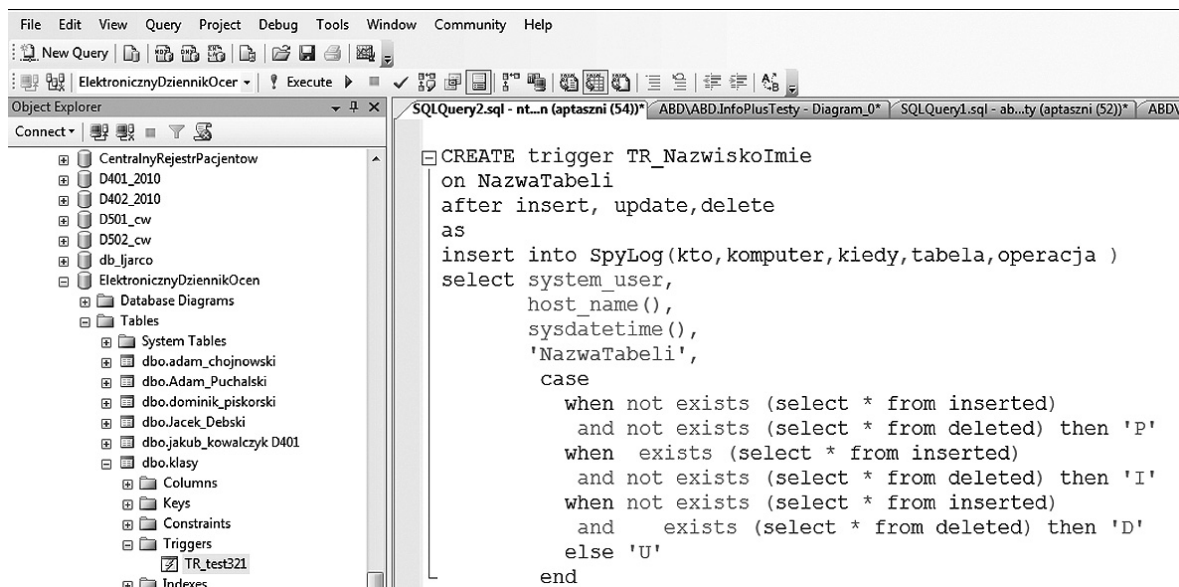 File Edit View Query Project Debug Tools Window Community Help
New Query
ElektronicznyDziennikOcer Execute
Object Explorer
Connect
CentralnyRejestrPacjentow
D401_2010
D402_2010
D501_cw
D502_cw
db_ljarco
ElektronicznyDziennikOcen
Database Diagrams
Tables
System Tables
dbo.adam_chojnowski
dbo.Adam_Puchalski
dbo.dominik_piskorski
dbo.Jacek_Debski
dbo.jakub_kowalczyk D401
dbo.klasy
Columns
Keys
Constraints
Triggers
TR_test321
Indexes
SQLQuery2.sql - nt...n (aptaszni (54))* ABD\ABD.InfoPlusTesty - Diagram_0* SQLQuery1.sql - ab...ty (aptaszni (52))* ABD\
CREATE trigger TR_NazwiskoImie
on NazwaTabeli
after insert, update,delete
as
insert into SpyLog(kto,komputer,kiedy,tabela,operacja )
select system_user,
host_name(),
sysdatetime(),
'NazwaTabeli',
case
when not exists (select * from inserted)
and not exists (select * from deleted) then 'P'
when exists (select * from inserted)
and not exists (select * from deleted) then 'I'
when not exists (select * from inserted)
and exists (select * from deleted) then 'D'
else 'U'
end